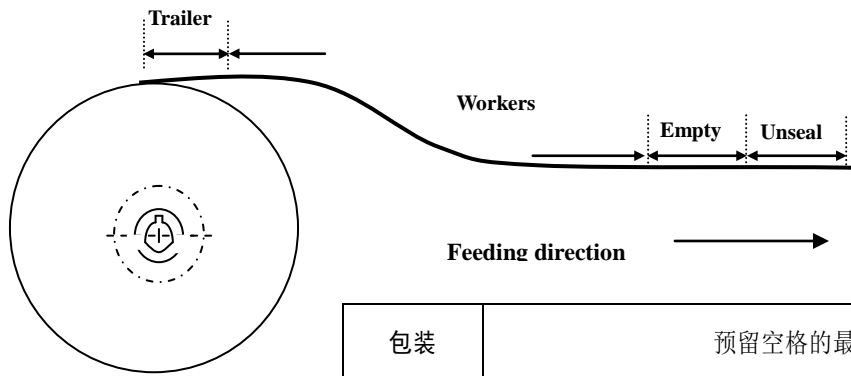 Trailer
Workers
Empty Unseal
Feeding direction
包装 预留空格的最